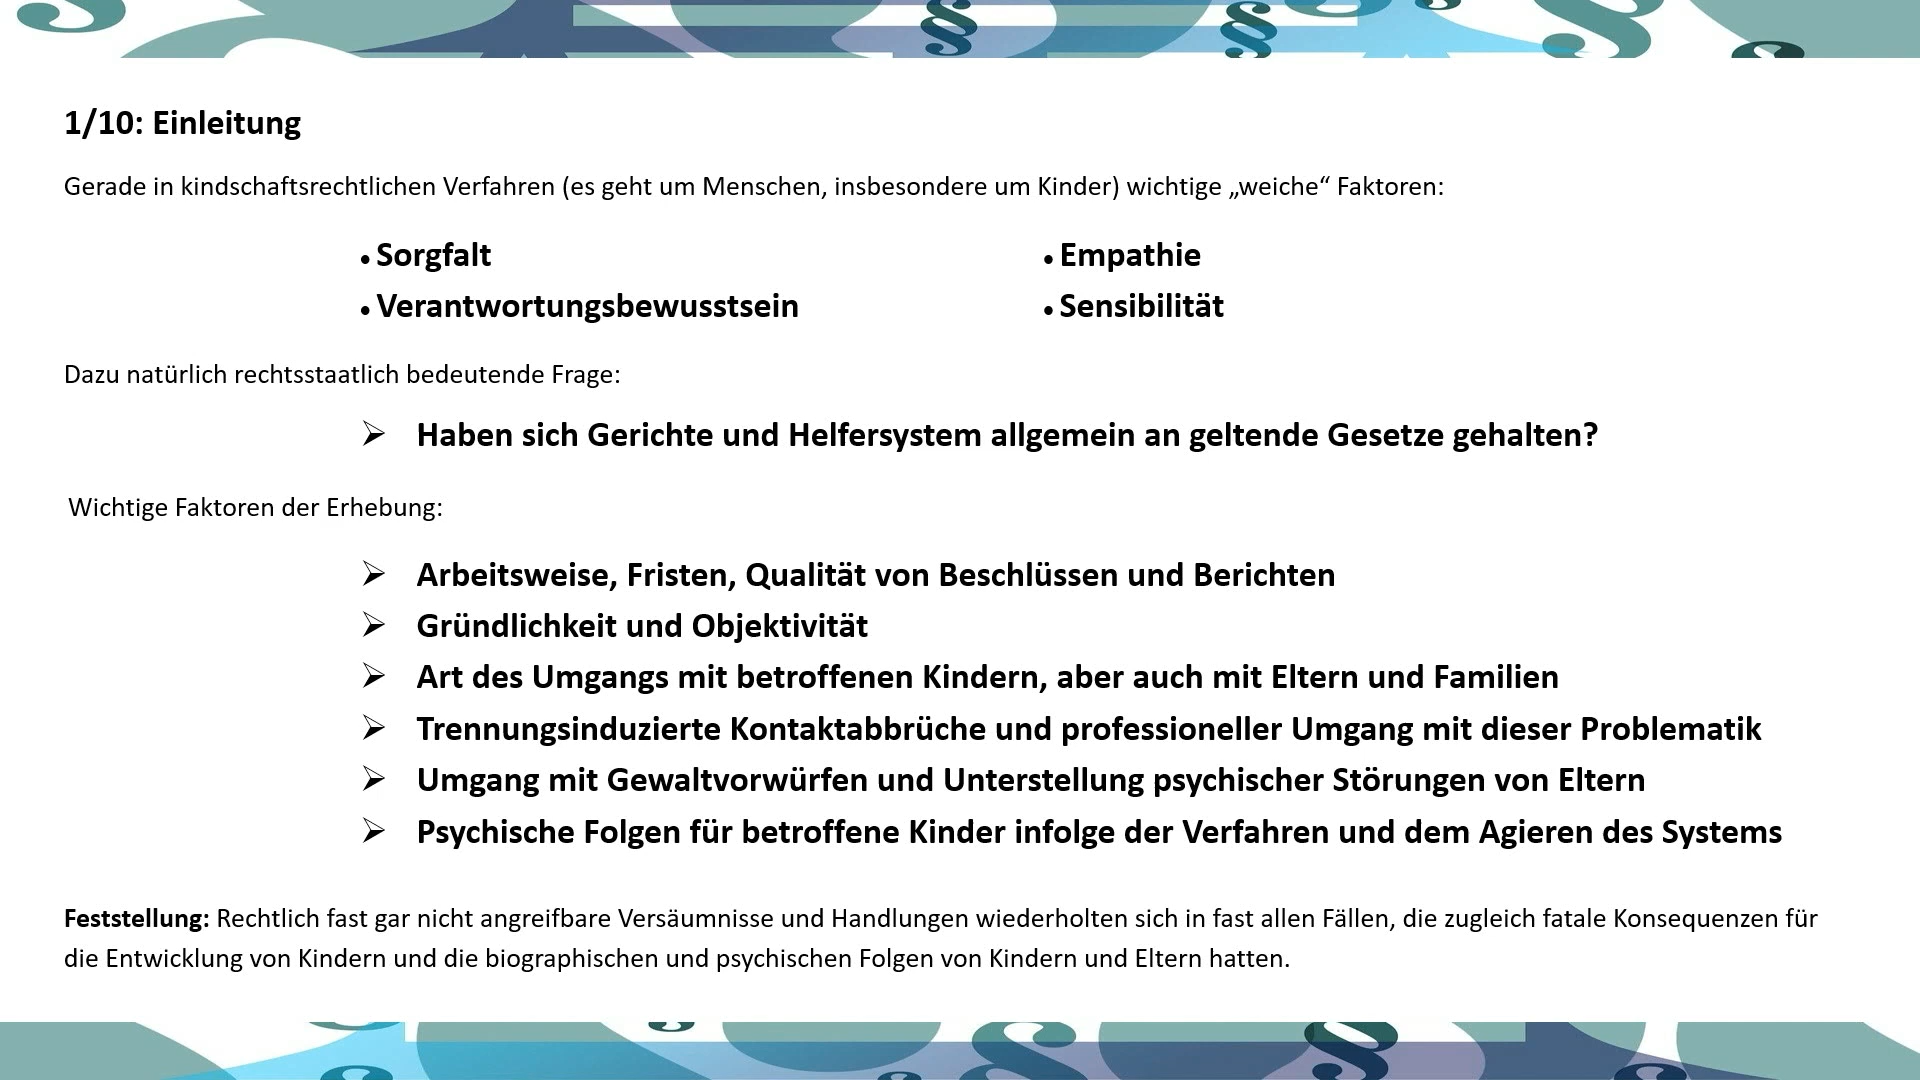 1/10: Einleitung
Gerade in kindschaftsrechtlichen Verfahren (es geht um Menschen, insbesondere um Kinder) wichtige „weiche“ Faktoren:
• Sorgfalt
• Verantwortungsbewusstsein
• Empathie
• Sensibilität
Dazu natürlich rechtsstaatlich bedeutende Frage:
➢ Haben sich Gerichte und Helfersystem allgemein an geltende Gesetze gehalten?
Wichtige Faktoren der Erhebung:
➢ Arbeitsweise, Fristen, Qualität von Beschlüssen und Berichten
➢ Gründlichkeit und Objektivität
➢ Art des Umgangs mit betroffenen Kindern, aber auch mit Eltern und Familien
➢ Trennungsinduzierte Kontaktabbrüche und professioneller Umgang mit dieser Problematik
➢ Umgang mit Gewaltvorwürfen und Unterstellung psychischer Störungen von Eltern
➢ Psychische Folgen für betroffene Kinder infolge der Verfahren und dem Agieren des Systems
Feststellung: Rechtlich fast gar nicht angreifbare Versäumnisse und Handlungen wiederholten sich in fast allen Fällen, die zugleich fatale Konsequenzen für
die Entwicklung von Kindern und die biographischen und psychischen Folgen von Kindern und Eltern hatten.